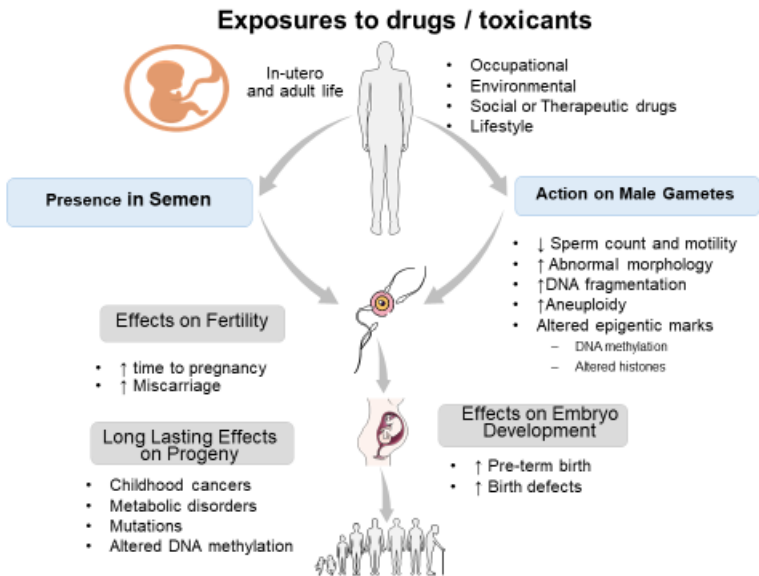 Exposures to drugs / toxicants
In-utero
and adult life
• Occupational
• Environmental
• Social or Therapeutic drugs
• Lifestyle
Presence in Semen
Action on Male Gametes
• ↓ Sperm count and motility
• ↑ Abnormal morphology
• ↑DNA fragmentation
• ↑Aneuploidy
• Altered epigentic marks
– DNA methylation
– Altered histones
Effects on Fertility
• ↑ time to pregnancy
• ↑ Miscarriage
Effects on Embryo
Development
• ↑ Pre-term birth
• ↑ Birth defects
Long Lasting Effects
on Progeny
• Childhood cancers
• Metabolic disorders
• Mutations
• Altered DNA methylation